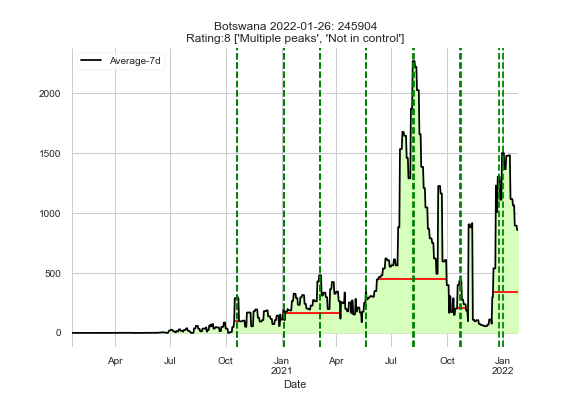 Botswana 2022-01-26: 245904
Rating:8 ['Multiple peaks', 'Not in control']
Average-7d
2000
1500
1000
500
0
Apr Jul Oct Jan Apr Jul Oct Jan
2021 2022
Date